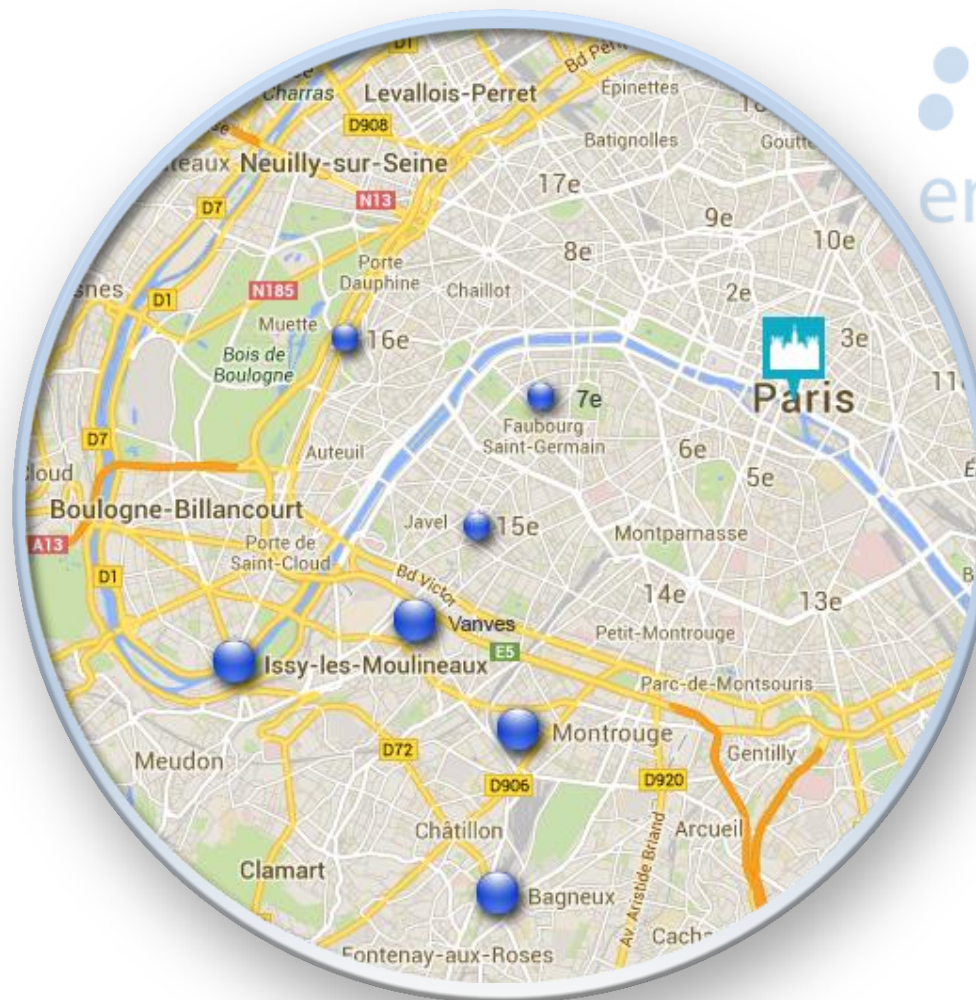 D1
Bd Pér
Charras
Levallois-Perret
Epinettes
D908
Batignolles
Goutte
Neuilly-sur-Seine
17e
N13
D7
9e
8e
10e
Porte
Dauphine
Chaillot
N185
2e
D1
Muette
16e
3e
Bois de
Boulogne
Paris
7e
Faubourg
Saint-Germain
D7
Auteuil
6e
5e
Boulogne-Billancourt
Javel
15e
Montparnasse
A13
Porte de
Saint-Cloud
D1
Bd Victor
14e
13e
Vanves
Petit-Montrouge
E5
Issy-les-Moulineaux
Parc-de-Montsouris
Montrouge
Meudon
D72
Gentilly
D906
D920
Châtillon
Arcueil
Av. Aristide Briand
Clamart
Bagneux
Fontenay-aux-Roses